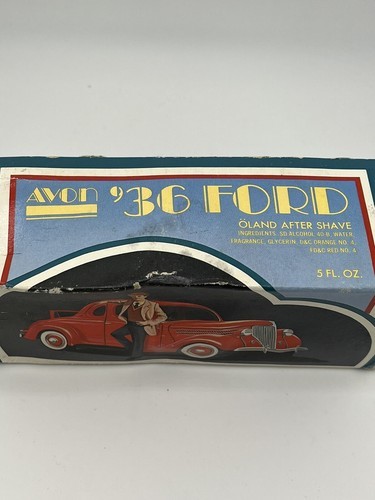 AVON '36 FORD
ÖLAND AFTER SHAVE
INGREDIENTS: SD ALCOHOL 40-B, WATER,
FRAGRANCE, GLYCERIN, D&C ORANGE NO. 4,
FD&C RED NO. 4
5 FL. OZ.